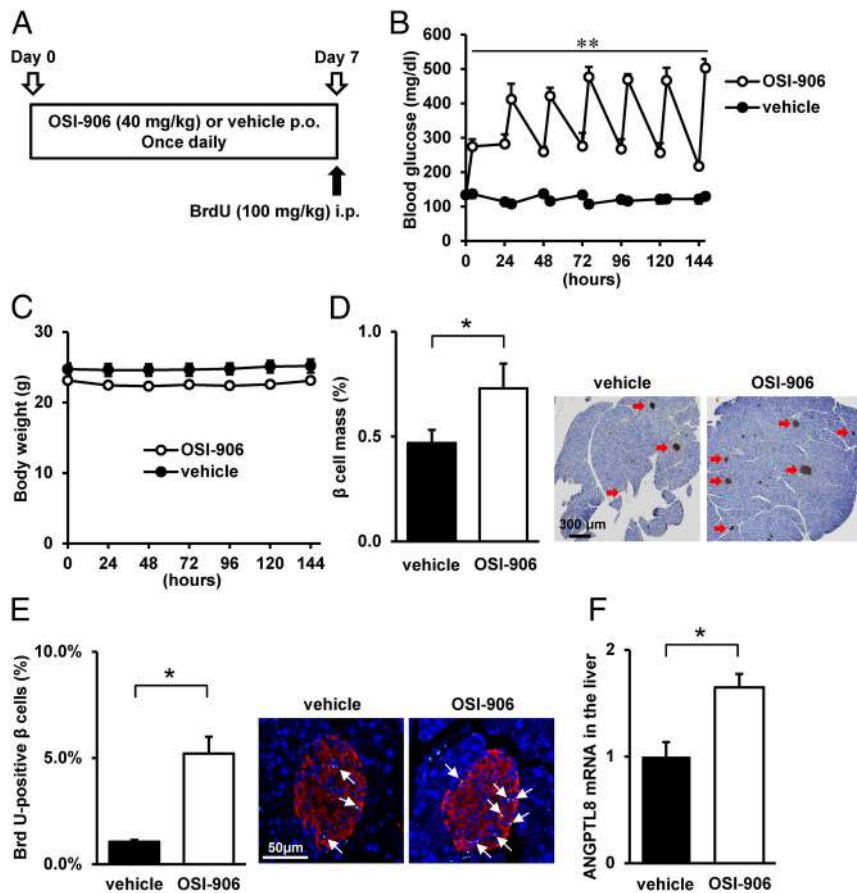 A
Day 0
Day 7
OSI-906 (40 mg/kg) or vehicle p.o.
Once daily
BrdU (100 mg/kg) i.p.
B
Blood glucose (mg/dl)
600
500
400
300
200
100
0
**
OSI-906
vehicle
0 24 48 72 96 120 144
(hours)
C
Body weight (g)
30
20
10
0
OSI-906
vehicle
0 24 48 72 96 120 144
(hours)
D
β cell mass (%)
1.0
0.5
0.0
*
vehicle OSI-906
vehicle
OSI-906
300 µm
E
Brd U-positive β cells (%)
10.0%
5.0%
0.0%
*
vehicle OSI-906
vehicle
OSI-906
50µm
F
ANGPTL8 mRNA in the liver
2
1
0
*
vehicle OSI-906